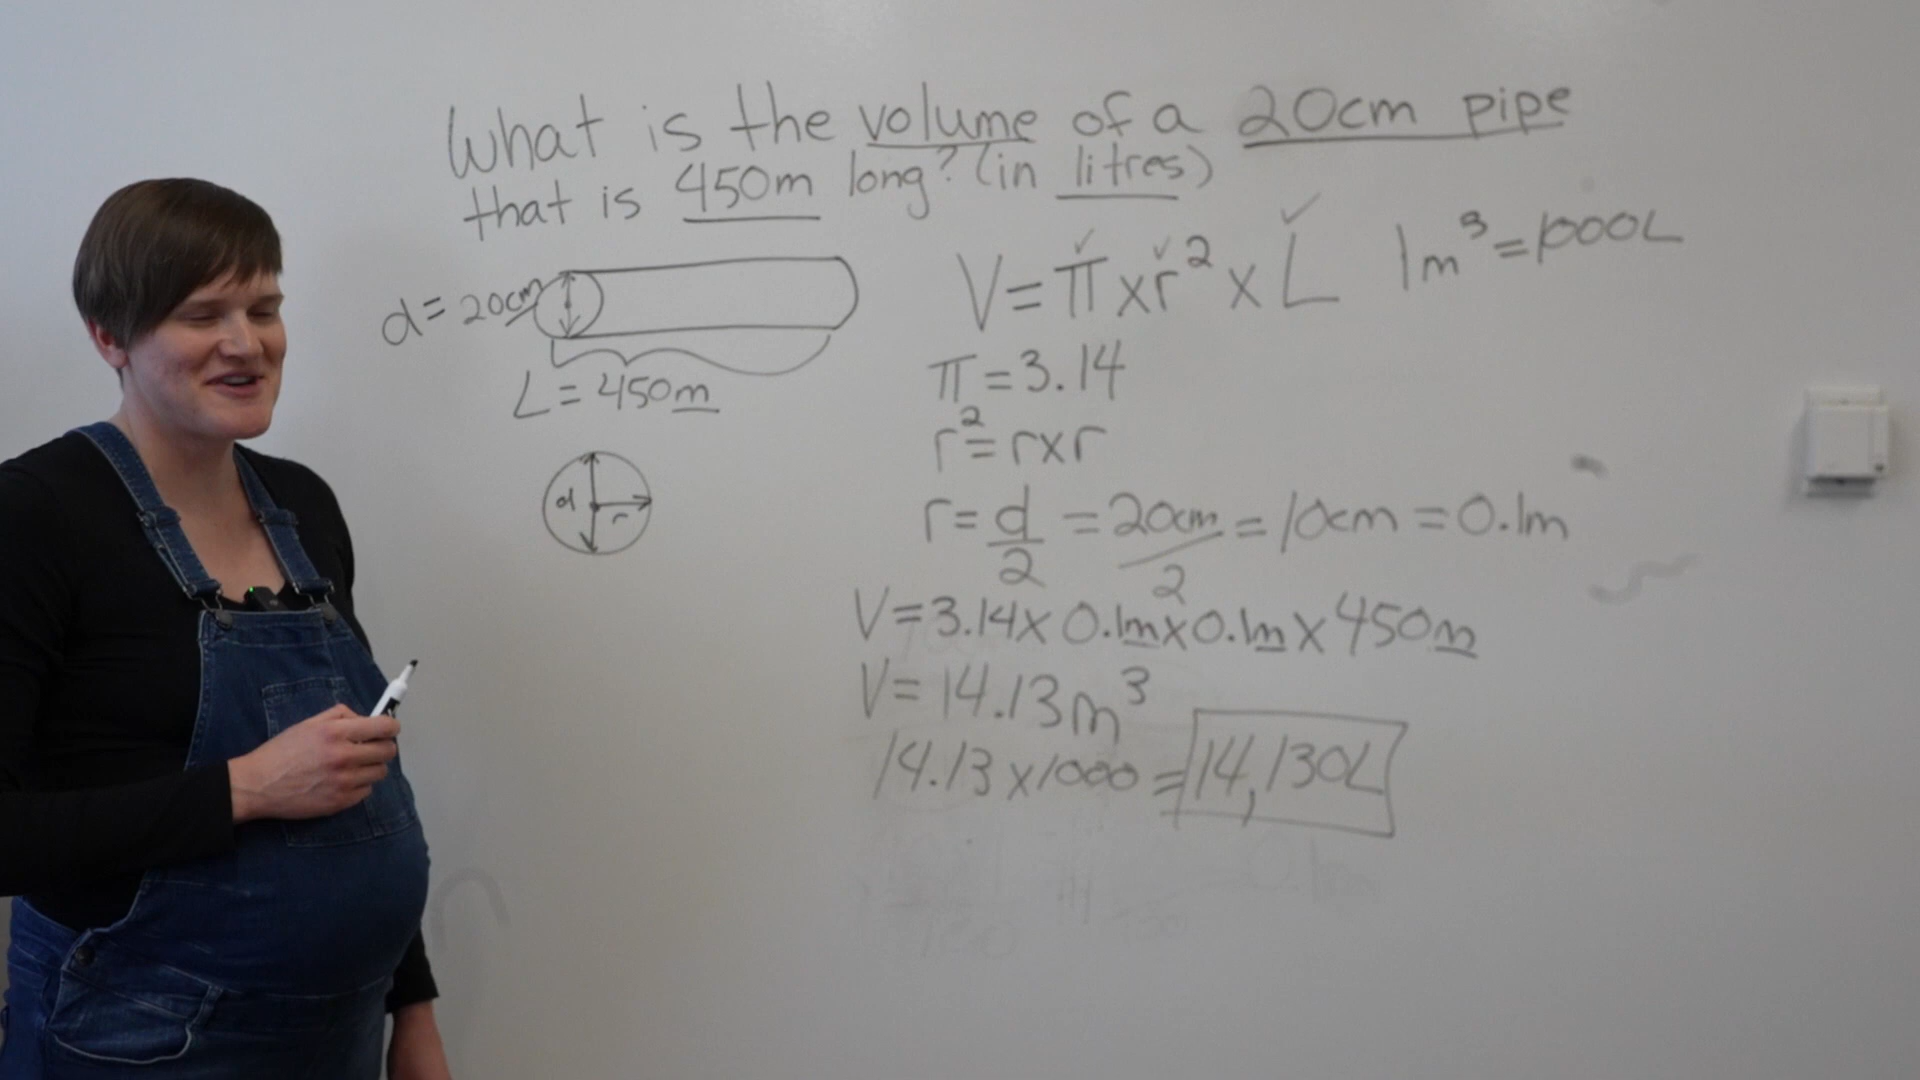 What is the volume of a 20cm pipe
that is 450m long? (in litres)
d = 20cm
L = 450m
d r
V = π x r² x L
1m³ = 1000L
π = 3.14
r² = r x r
r = d/2 = 20cm/2 = 10cm = 0.1m
V = 3.14 x 0.1m x 0.1m x 450m
V = 14.13m³
14.13 x 1000 = 14,130L